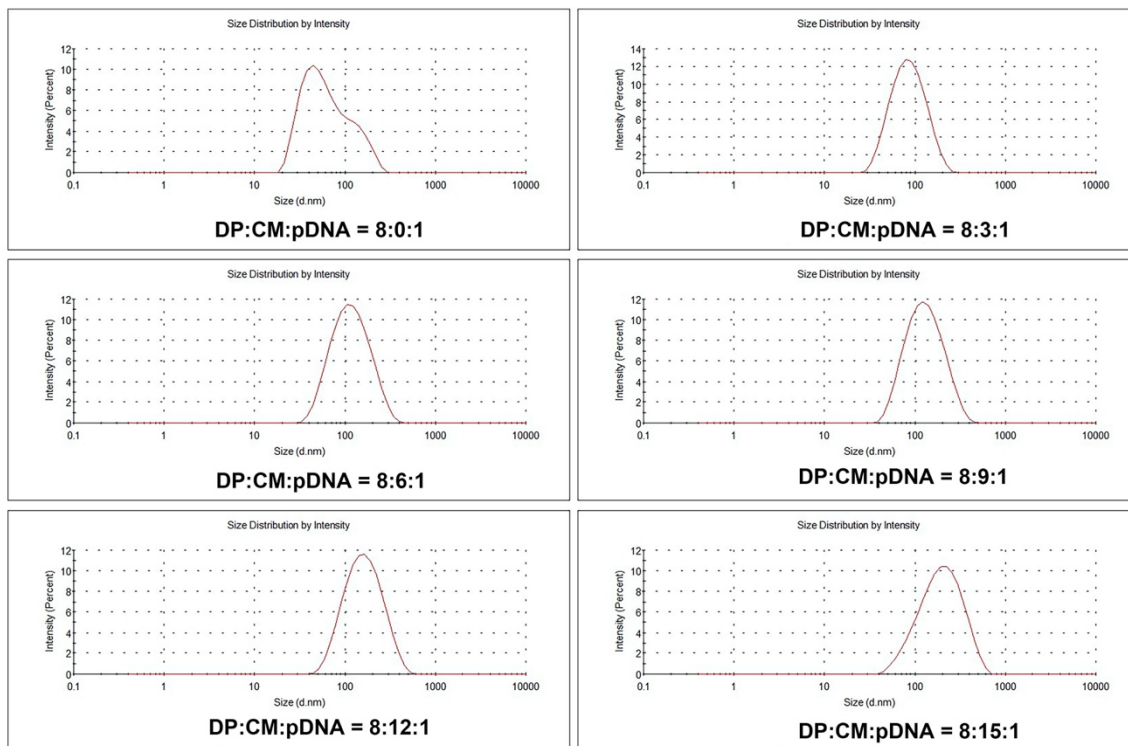 Size Distribution by Intensity
Intensity (Percent)
12
10
8
6
4
2
0
0.1 1 10 100 1000 10000
Size (d.nm)
DP:CM:pDNA = 8:0:1
Size Distribution by Intensity
Intensity (Percent)
14
12
10
8
6
4
2
0
0.1 1 10 100 1000 10000
Size (d.nm)
DP:CM:pDNA = 8:3:1
Size Distribution by Intensity
Intensity (Percent)
12
10
8
6
4
2
0
0.1 1 10 100 1000 10000
Size (d.nm)
DP:CM:pDNA = 8:6:1
Size Distribution by Intensity
Intensity (Percent)
12
10
8
6
4
2
0
0.1 1 10 100 1000 10000
Size (d.nm)
DP:CM:pDNA = 8:9:1
Size Distribution by Intensity
Intensity (Percent)
12
10
8
6
4
2
0
0.1 1 10 100 1000 10000
Size (d.nm)
DP:CM:pDNA = 8:12:1
Size Distribution by Intensity
Intensity (Percent)
12
10
8
6
4
2
0
0.1 1 10 100 1000 10000
Size (d.nm)
DP:CM:pDNA = 8:15:1